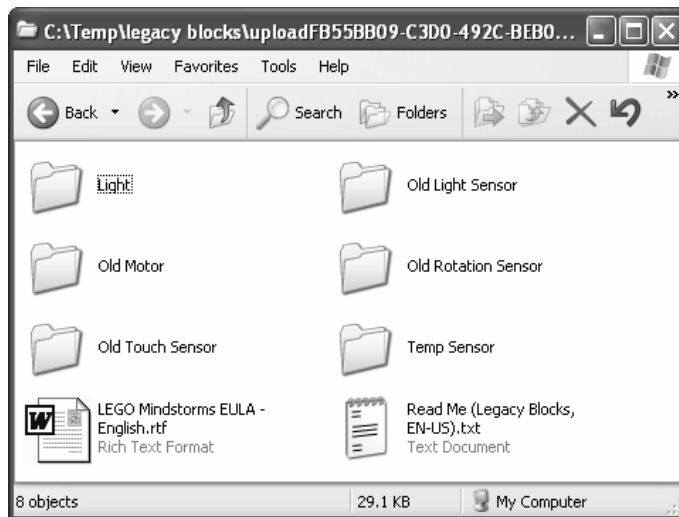 C:\Temp\legacy blocks\uploadFB55BB09-C3D0-492C-BEB0...
File Edit View Favorites Tools Help
Back Search Folders »
Light Old Light Sensor
Old Motor Old Rotation Sensor
Old Touch Sensor Temp Sensor
LEGO Mindstorms EULA - Read Me (Legacy Blocks,
English.rtf EN-US).txt
Rich Text Format Text Document
8 objects 29.1 KB My Computer